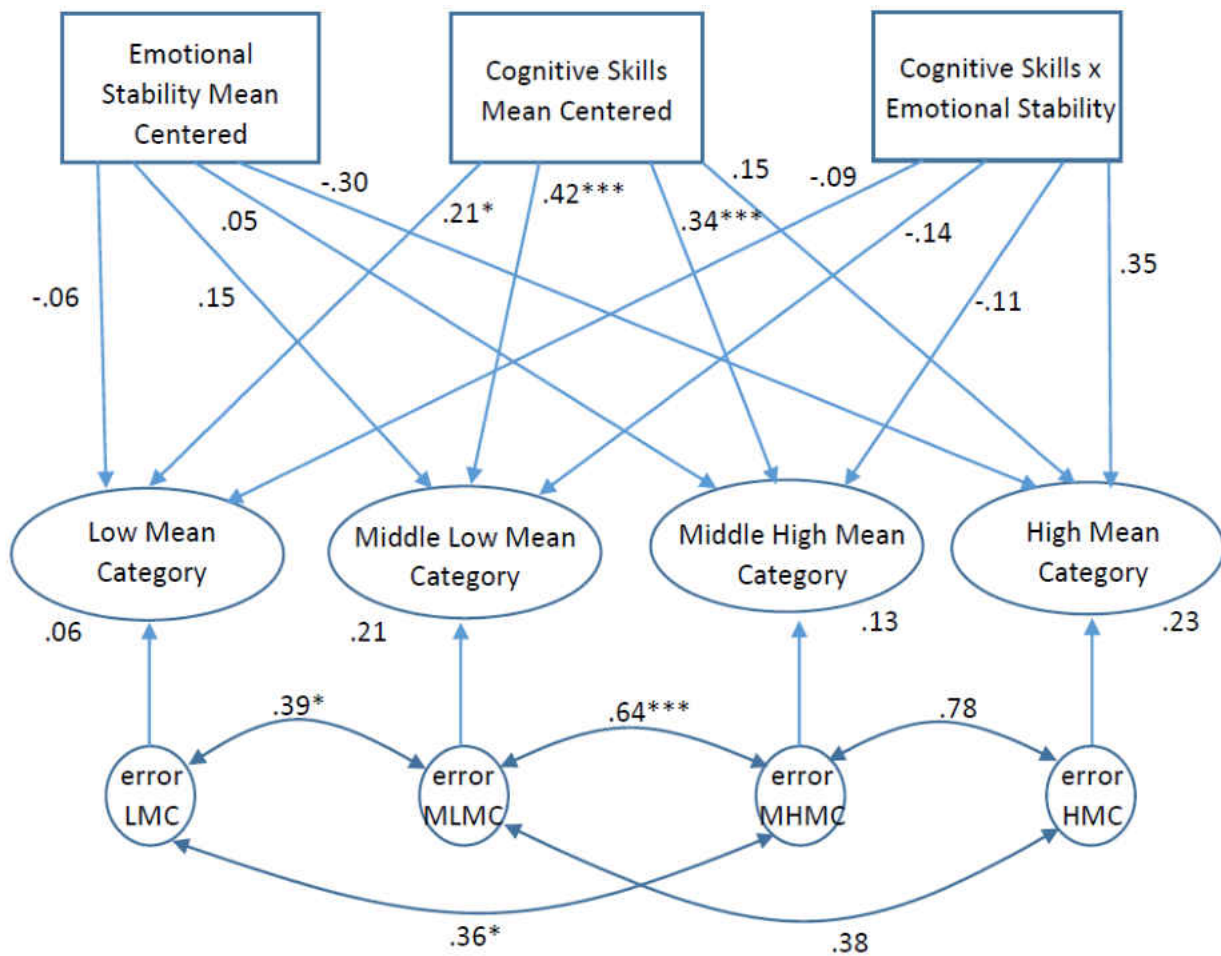 Emotional
Stability Mean
Centered
Cognitive Skills
Mean Centered
Cognitive Skills x
Emotional Stability
-.30
.15
-.09
.05
.21*
.42***
.34***
-.14
-.06
.15
-.11
.35
Low Mean
Category
Middle Low Mean
Category
Middle High Mean
Category
High Mean
Category
.06
.21
.13
.23
.39*
.64***
.78
error
LMC
error
MLMC
error
MHMC
error
HMC
.36*
.38